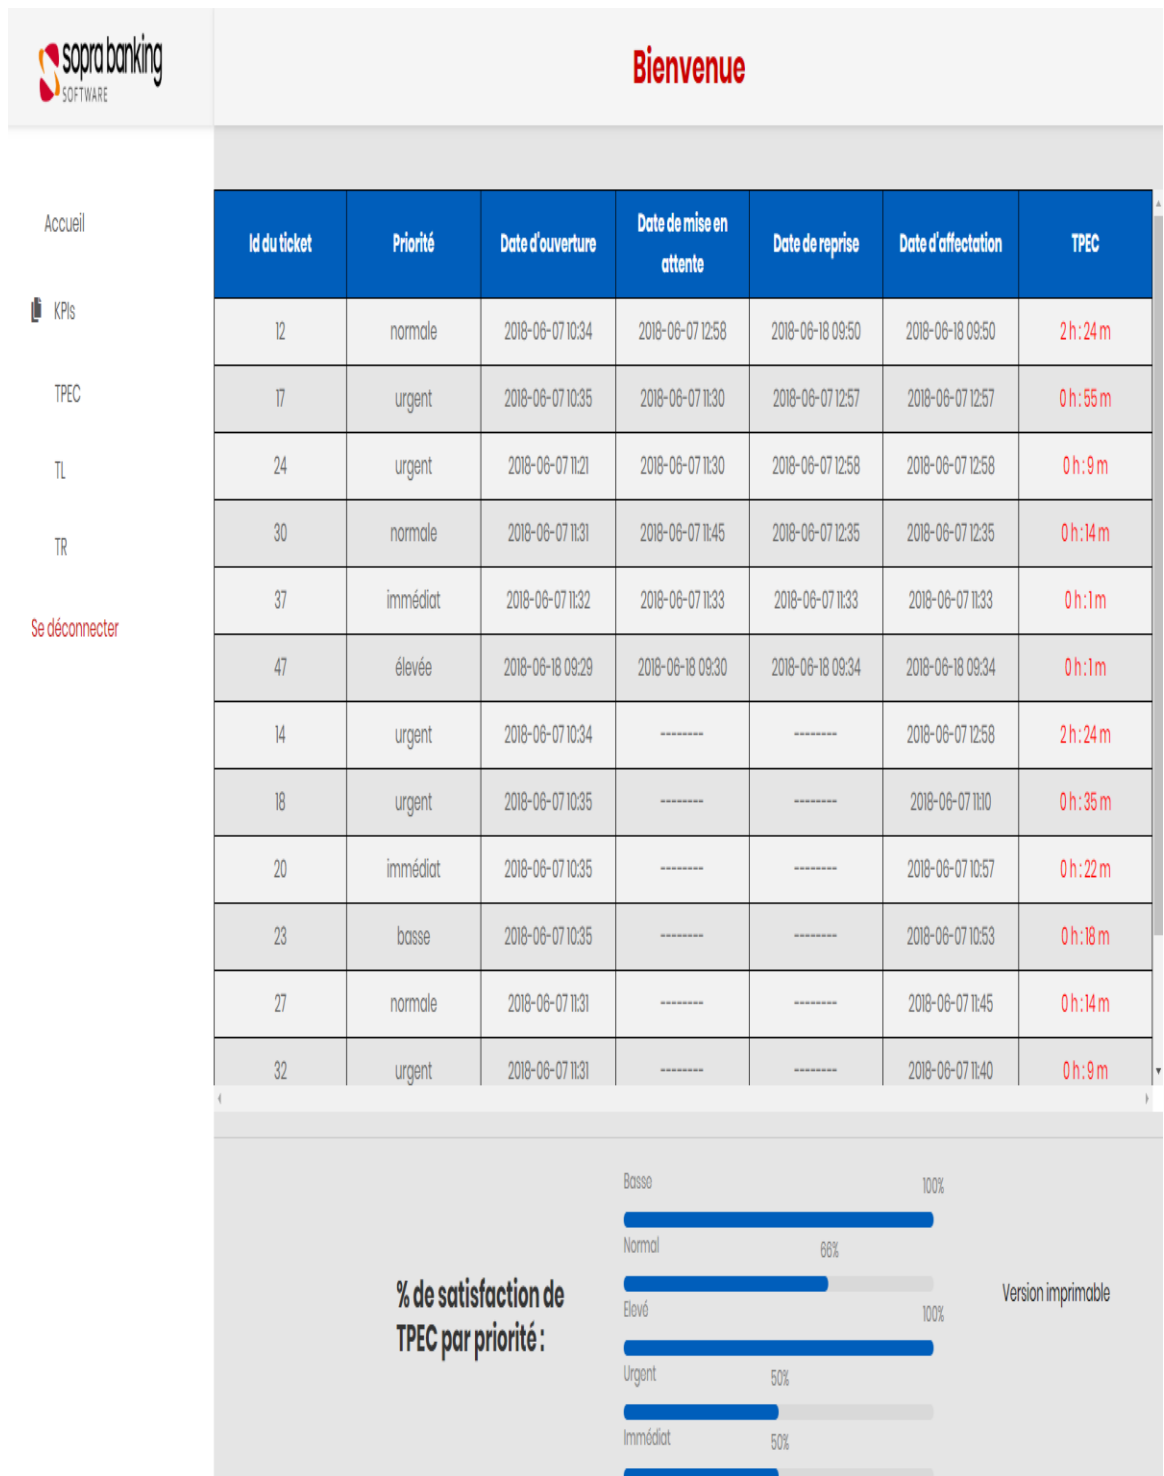 sopra banking
SOFTWARE
Bienvenue
Accueil
KPIs
TPEC
TL
TR
Se déconnecter
Id du ticket Priorité Date d'ouverture Date de mise en attente Date de reprise Date d'affectation TPEC
12 normale 2018-06-07 10:34 2018-06-07 12:58 2018-06-18 09:50 2018-06-18 09:50 2 h : 24 m
17 urgent 2018-06-07 10:35 2018-06-07 11:30 2018-06-07 12:57 2018-06-07 12:57 0 h : 55 m
24 urgent 2018-06-07 11:21 2018-06-07 11:30 2018-06-07 12:58 2018-06-07 12:58 0 h : 9 m
30 normale 2018-06-07 11:31 2018-06-07 11:45 2018-06-07 12:35 2018-06-07 12:35 0 h : 14 m
37 immédiat 2018-06-07 11:32 2018-06-07 11:33 2018-06-07 11:33 2018-06-07 11:33 0 h : 1 m
47 élevée 2018-06-18 09:29 2018-06-18 09:30 2018-06-18 09:34 2018-06-18 09:34 0 h : 1 m
14 urgent 2018-06-07 10:34 -------- -------- 2018-06-07 12:58 2 h : 24 m
18 urgent 2018-06-07 10:35 -------- -------- 2018-06-07 11:10 0 h : 35 m
20 immédiat 2018-06-07 10:35 -------- -------- 2018-06-07 10:57 0 h : 22 m
23 basse 2018-06-07 10:35 -------- -------- 2018-06-07 10:53 0 h : 18 m
27 normale 2018-06-07 11:31 -------- -------- 2018-06-07 11:45 0 h : 14 m
32 urgent 2018-06-07 11:31 -------- -------- 2018-06-07 11:40 0 h : 9 m
% de satisfaction de
TPEC par priorité :
Basse 100%
Normal 66%
Elevé 100%
Urgent 50%
Immédiat 50%
Version imprimable